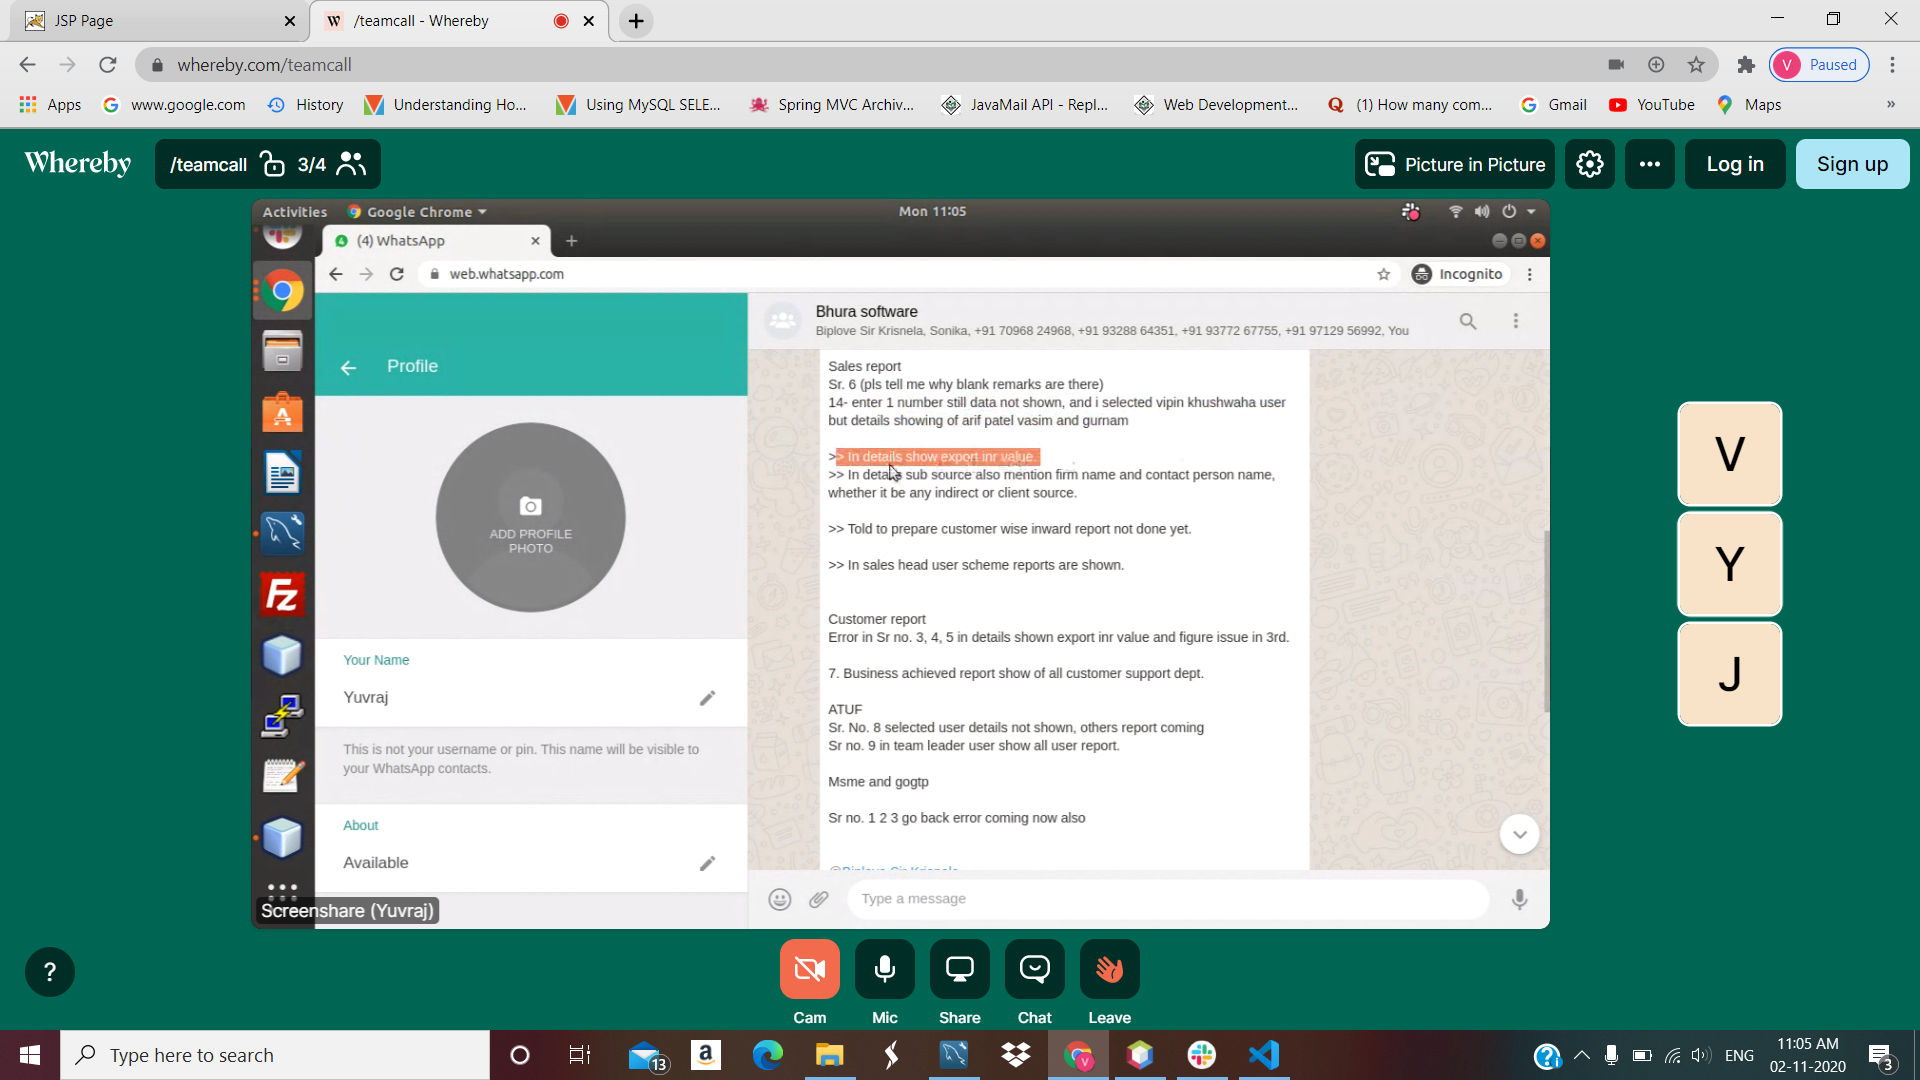 JSP Page
/teamcall - Whereby
whereby.com/teamcall
Paused
V
Apps
www.google.com
History
Understanding Ho...
Using MySQL SELE...
Spring MVC Archiv...
JavaMail API - Repl...
Web Development...
(1) How many com...
Gmail
YouTube
Maps
»
Whereby
/teamcall
3/4
Picture in Picture
Log in
Sign up
Activities
Google Chrome
Mon 11:05
(4) WhatsApp
web.whatsapp.com
Incognito
Profile
ADD PROFILE
PHOTO
Your Name
Yuvraj
This is not your username or pin. This name will be visible to
your WhatsApp contacts.
About
Available
Screenshare (Yuvraj)
Bhura software
Biplove Sir Krisnela, Sonika, +91 70968 24968, +91 93288 64351, +91 93772 67755, +91 97129 56992, You
Sales report
Sr. 6 (pls tell me why blank remarks are there)
14- enter 1 number still data not shown, and i selected vipin khushwaha user
but details showing of arif patel vasim and gurnam
>> In details show export inr value.
>> In details sub source also mention firm name and contact person name,
whether it be any indirect or client source.
>> Told to prepare customer wise inward report not done yet.
>> In sales head user scheme reports are shown.
Customer report
Error in Sr no. 3, 4, 5 in details shown export inr value and figure issue in 3rd.
7. Business achieved report show of all customer support dept.
ATUF
Sr. No. 8 selected user details not shown, others report coming
Sr no. 9 in team leader user show all user report.
Msme and gogtp
Sr no. 1 2 3 go back error coming now also
@Biplove Sir Krisnela
Type a message
V
Y
J
?
Cam
Mic
Share
Chat
Leave
Type here to search
13
ENG
11:05 AM
02-11-2020
3